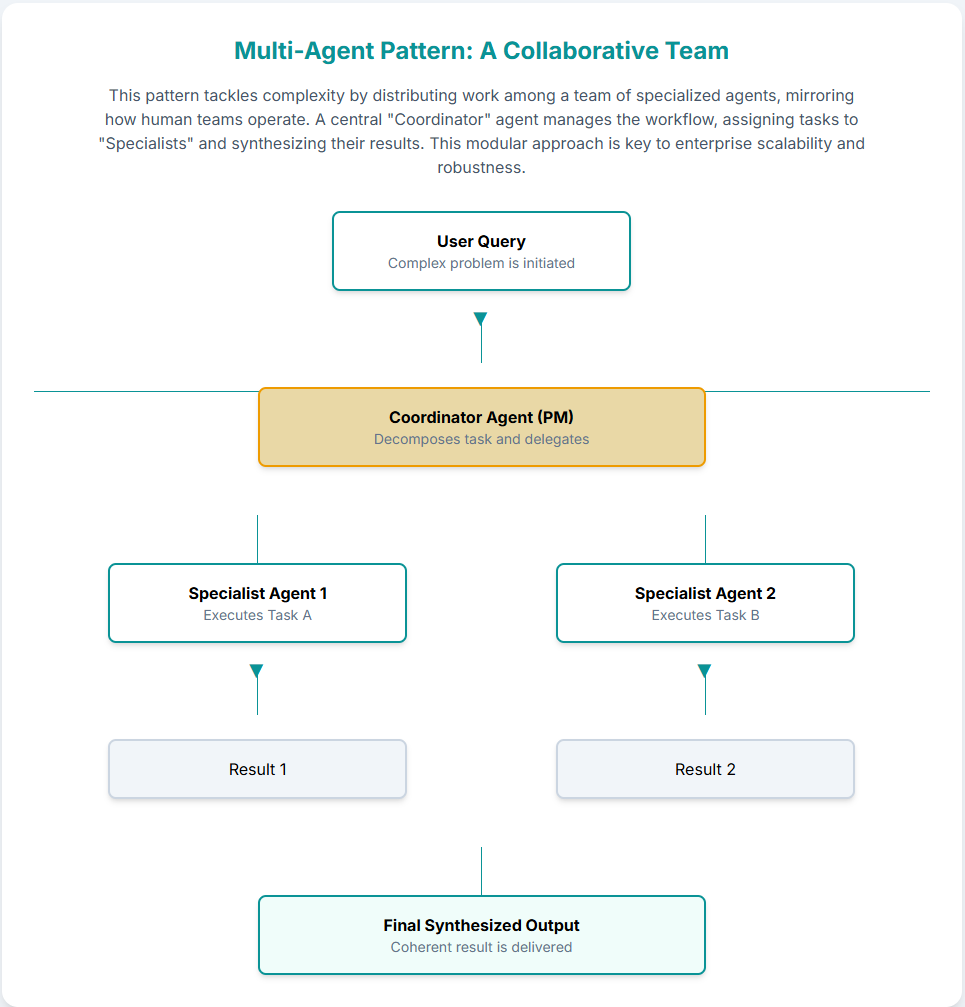 Multi-Agent Pattern: A Collaborative Team
This pattern tackles complexity by distributing work among a team of specialized agents, mirroring
how human teams operate. A central "Coordinator" agent manages the workflow, assigning tasks to
"Specialists" and synthesizing their results. This modular approach is key to enterprise scalability and
robustness.
User Query
Complex problem is initiated
Coordinator Agent (PM)
Decomposes task and delegates
Specialist Agent 1
Executes Task A
Specialist Agent 2
Executes Task B
Result 1
Result 2
Final Synthesized Output
Coherent result is delivered